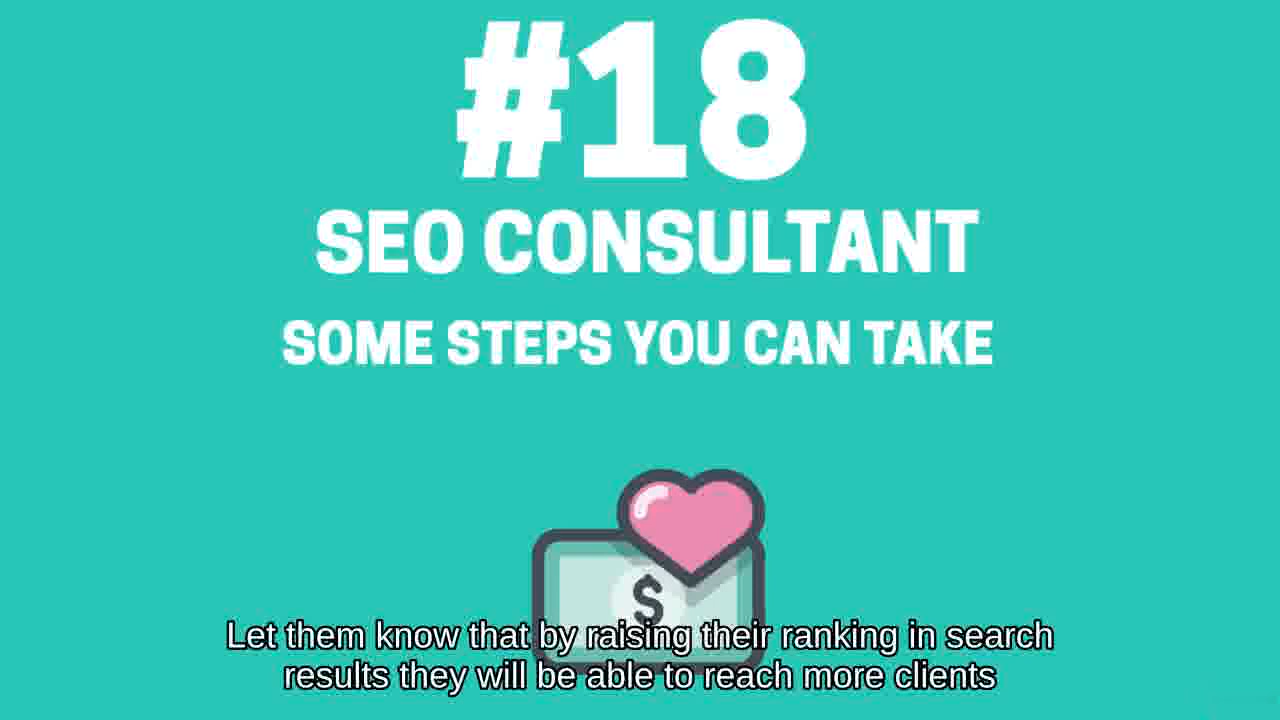 #18
SEO CONSULTANT
SOME STEPS YOU CAN TAKE
$
Let them know that by raising their ranking in search
results they will be able to reach more clients